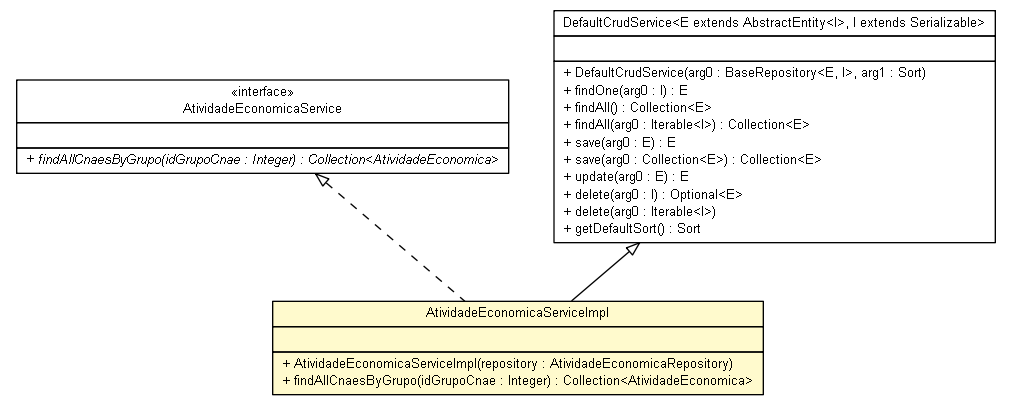 «interface»
AtividadeEconomicaService
+ findAllCnaesByGrupo(idGrupoCnae : Integer) : Collection<AtividadeEconomica>
DefaultCrudService<E extends AbstractEntity<I>, I extends Serializable>
+ DefaultCrudService(arg0 : BaseRepository<E, I>, arg1 : Sort)
+ findOne(arg0 : I) : E
+ findAll() : Collection<E>
+ findAll(arg0 : Iterable<I>) : Collection<E>
+ save(arg0 : E) : E
+ save(arg0 : Collection<E>) : Collection<E>
+ update(arg0 : E) : E
+ delete(arg0 : I) : Optional<E>
+ delete(arg0 : Iterable<I>)
+ getDefaultSort() : Sort
AtividadeEconomicaServiceImpl
+ AtividadeEconomicaServiceImpl(repository : AtividadeEconomicaRepository)
+ findAllCnaesByGrupo(idGrupoCnae : Integer) : Collection<AtividadeEconomica>